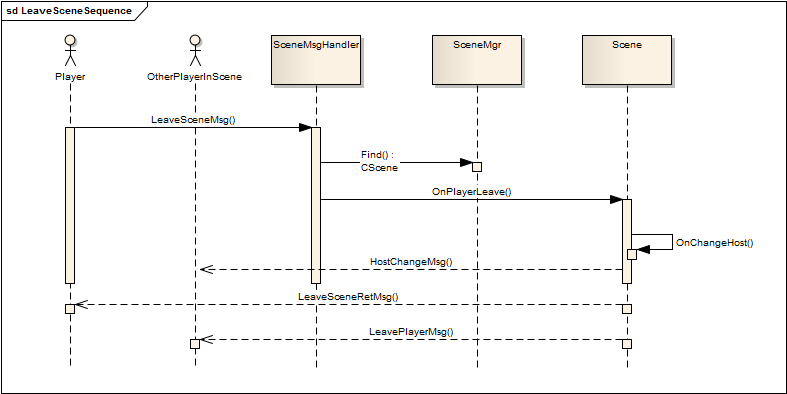 sd LeaveSceneSequence
Player
OtherPlayerInScene
SceneMsgHandler
SceneMgr
Scene
LeaveSceneMsg()
Find() :
CScene
OnPlayerLeave()
OnChangeHost()
HostChangeMsg()
LeaveSceneRetMsg()
LeavePlayerMsg()